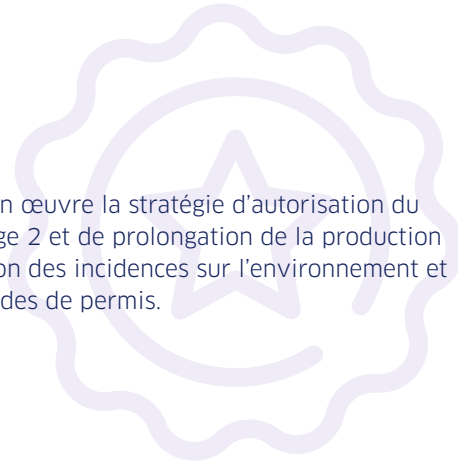 n œuvre la stratégie d'autorisation du
ge 2 et de prolongation de la production
on des incidences sur l'environnement et
des de permis.